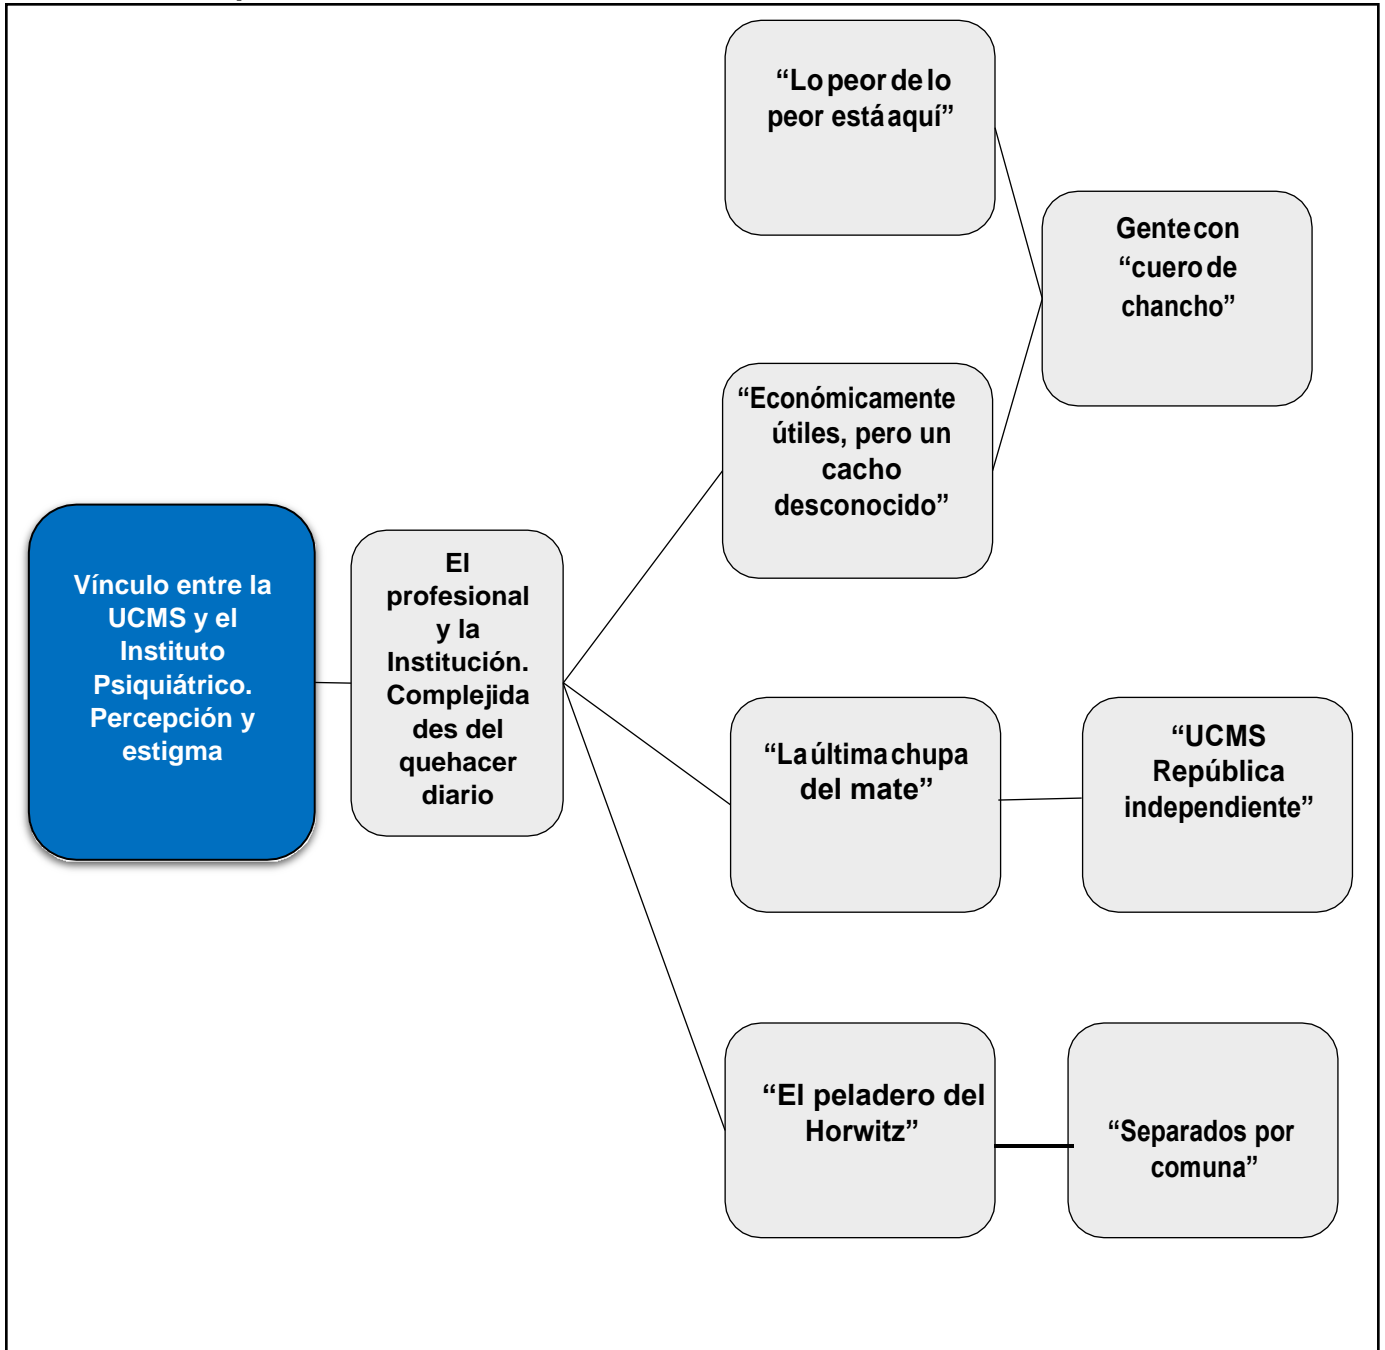 “Lo peor de lo
peor está aquí”
Gente con
“cuero de
chancho”
“Económicamente
útiles, pero un
cacho
desconocido”
Vínculo entre la
UCMS y el
Instituto
Psiquiátrico.
Percepción y
estigma
El
profesional
y la
Institución.
Complejida
des del
quehacer
diario
“La última chupa
del mate”
“UCMS
República
independiente”
“El peladero del
Horwitz”
“Separados por
comuna”